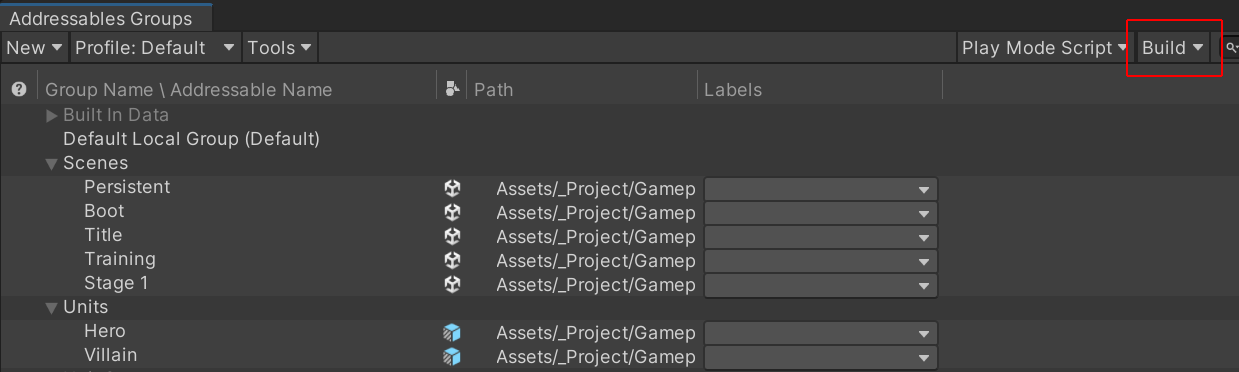 Addressables Groups
New Profile: Default Tools Play Mode Script Build
Group Name \ Addressable Name Path Labels
Built In Data
Default Local Group (Default)
Scenes
Persistent Assets/_Project/Gamep
Boot Assets/_Project/Gamep
Title Assets/_Project/Gamep
Training Assets/_Project/Gamep
Stage 1 Assets/_Project/Gamep
Units
Hero Assets/_Project/Gamep
Villain Assets/_Project/Gamep